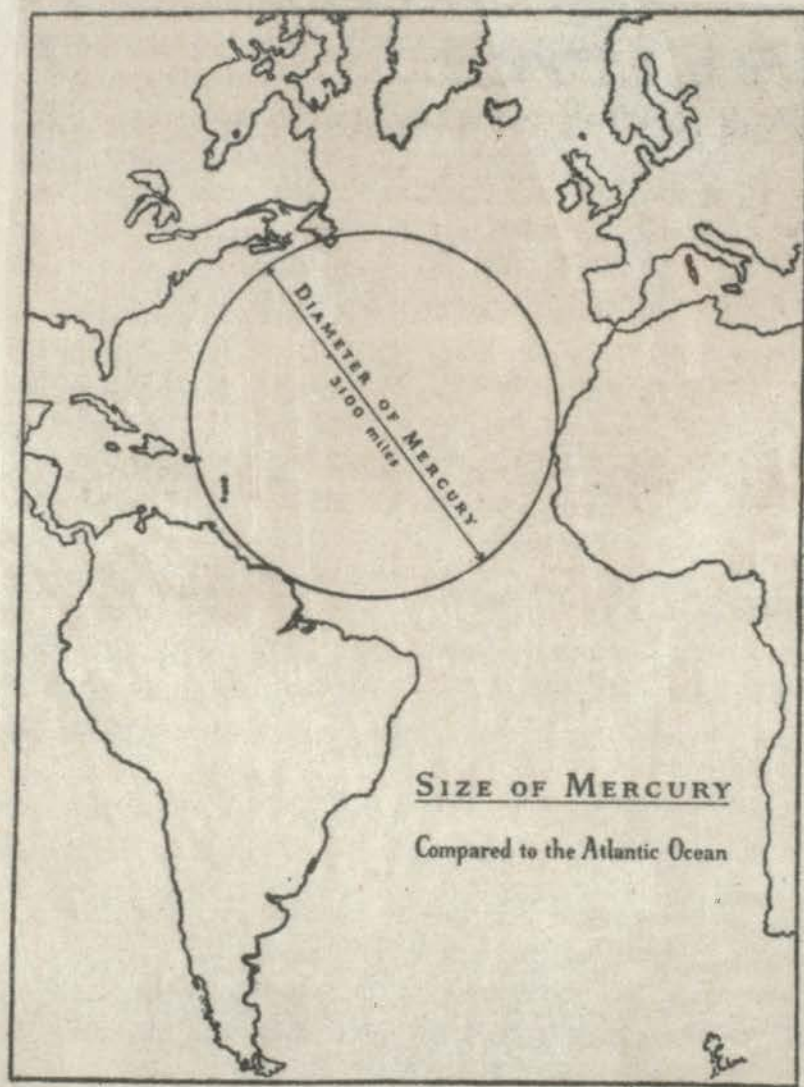 DIAMETER OF MERCURY
3100 miles
SIZE OF MERCURY
Compared to the Atlantic Ocean